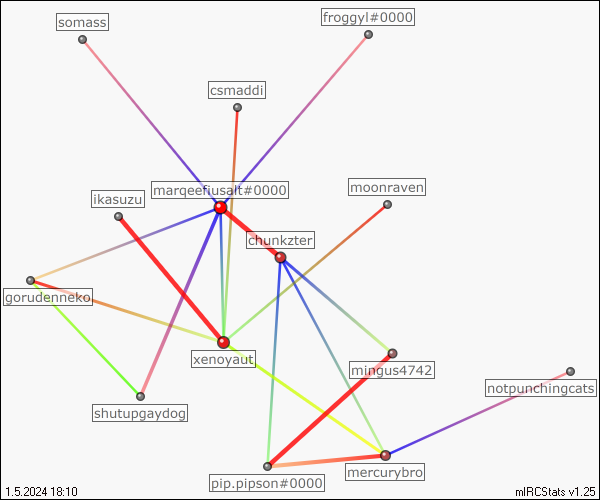 froggyl#0000
somass
csmaddi
marqeefiusalt#0000
moonraven
ikasuzu
chunkzter
gorudenneko
xenoyaut
mingus4742
notpunchingcats
shutupgaydog
mercurybro
pip.pipson#0000
1.5.2024 18:10
mIRCStats v1.25